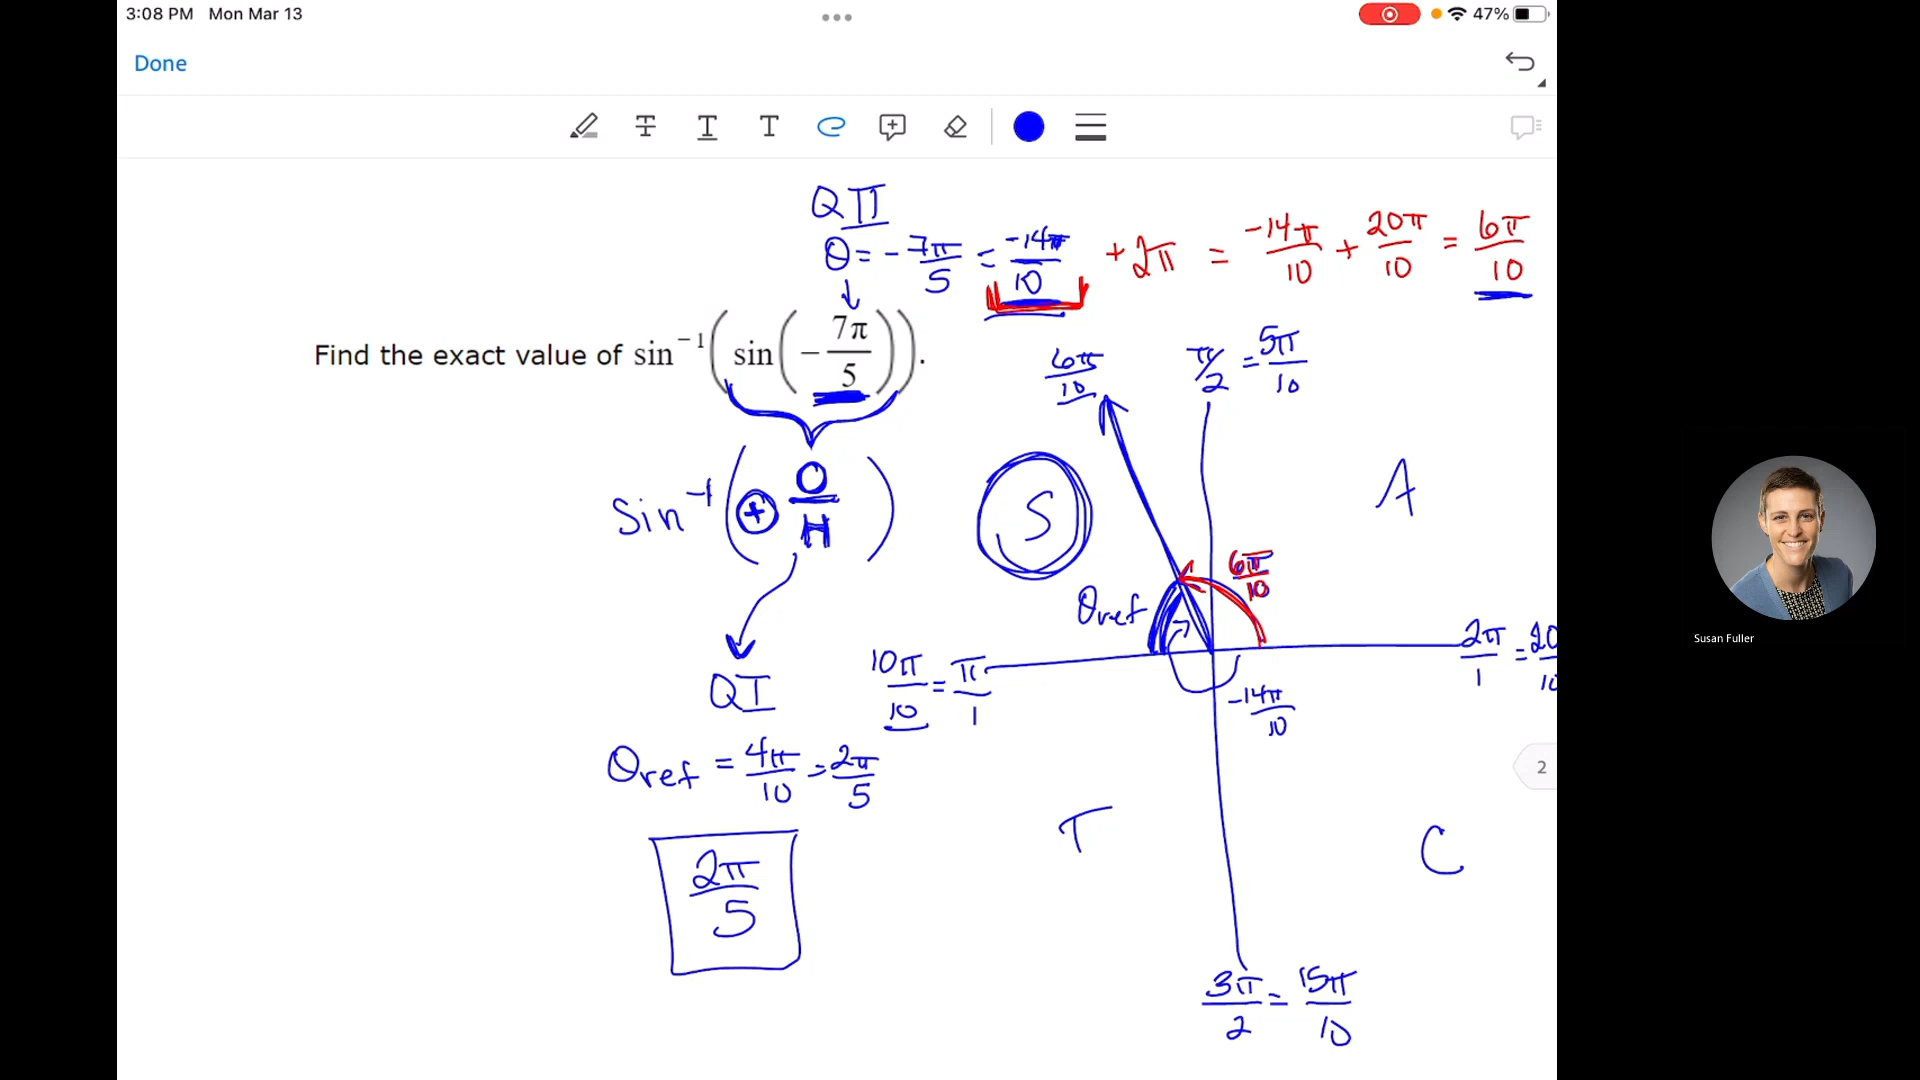 3:08 PM Mon Mar 13
47%
Done
T T T
QII
θ = -7π/5 = -14π/10 + 2π = -14π/10 + 20π/10 = 6π/10
Find the exact value of sin⁻¹(sin(-7π/5)).
6π/10
π/2 = 5π/10
Sin⁻¹(+ O/H)
S
A
6π/10
θref
2π/1 = 20
10
10π/10 = π/1
QI
-14π/10
θref = 4π/10 = 2π/5
2
T
C
2π/5
3π/2 = 15π/10
Susan Fuller